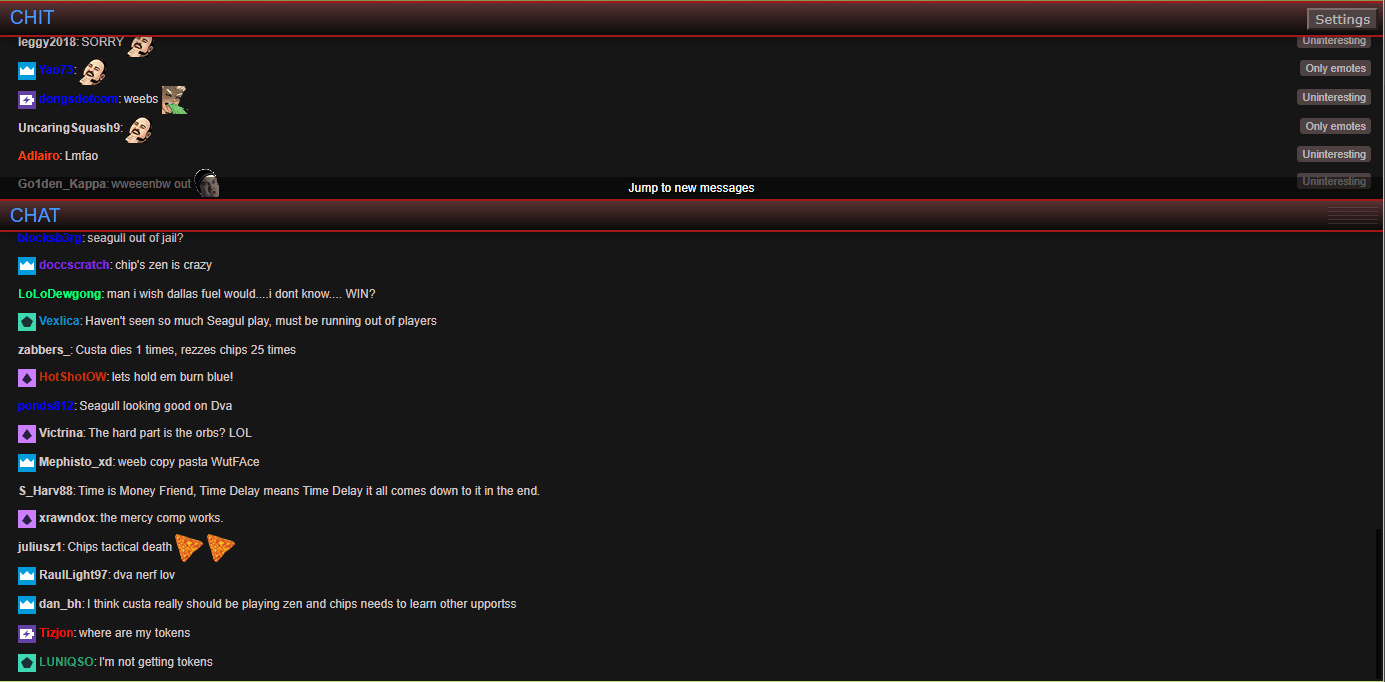 CHIT
Settings
leggy2018: SORRY
Uninteresting
Yao73:
Only emotes
dongsdotcom: weebs
Uninteresting
UncaringSquash9:
Only emotes
Adlairo: Lmfao
Uninteresting
Go1den_Kappa: wweeenbw out
Uninteresting
Jump to new messages
CHAT
seagull out of jail?
doccscratch: chip's zen is crazy
LoLoDewgong: man i wish dallas fuel would....i dont know.... WIN?
Vexlica: Haven't seen so much Seagul play, must be running out of players
zabbers_: Custa dies 1 times, rezzes chips 25 times
HotShotOW: lets hold em burn blue!
ponds812: Seagull looking good on Dva
Victrina: The hard part is the orbs? LOL
Mephisto_xd: weeb copy pasta WutFAce
S_Harv88: Time is Money Friend, Time Delay means Time Delay it all comes down to it in the end.
xrawndox: the mercy comp works.
juliusz1: Chips tactical death
RaulLight97: dva nerf lov
dan_bh: I think custa really should be playing zen and chips needs to learn other upportss
Tizjon: where are my tokens
LUNIQSO: I'm not getting tokens